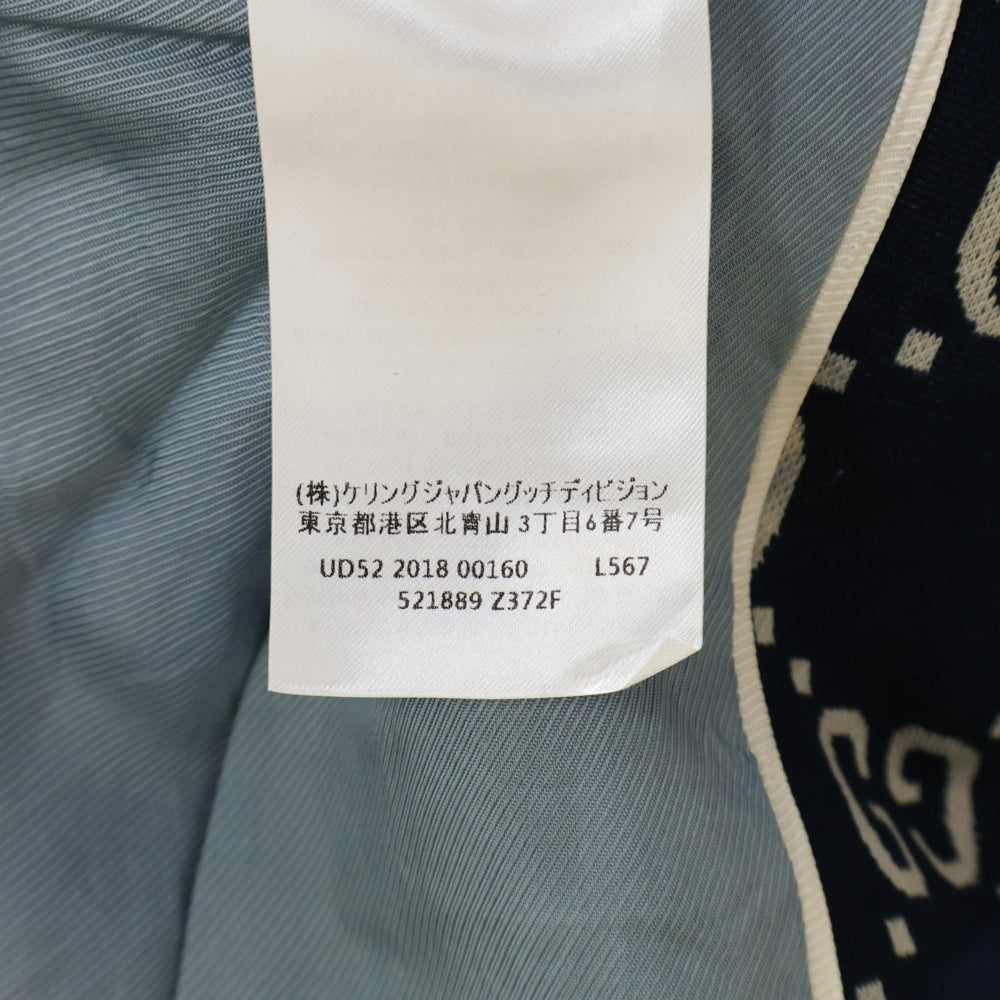 (株)ケリングジャパングッチディビジョン
東京都港区北青山3丁目6番7号
UD52 2018 00160 L567
521889 Z372F